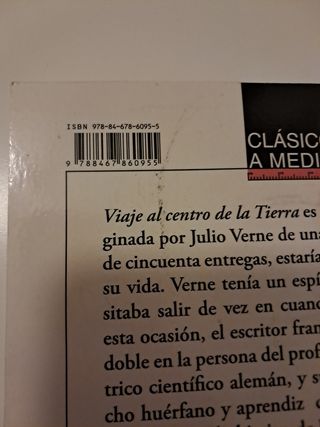 ISBN 978-84-678-6095-5
9 788467 860955
CLÁSICO
A MEDI
Viaje al centro de la Tierra es
ginada por Julio Verne de una
de cincuenta entregas, estaría
su vida. Verne tenía un espí
sitaba salir de vez en cuand
esta ocasión, el escritor fran
doble en la persona del prof
trico científico alemán, y s
cho huérfano y aprendiz